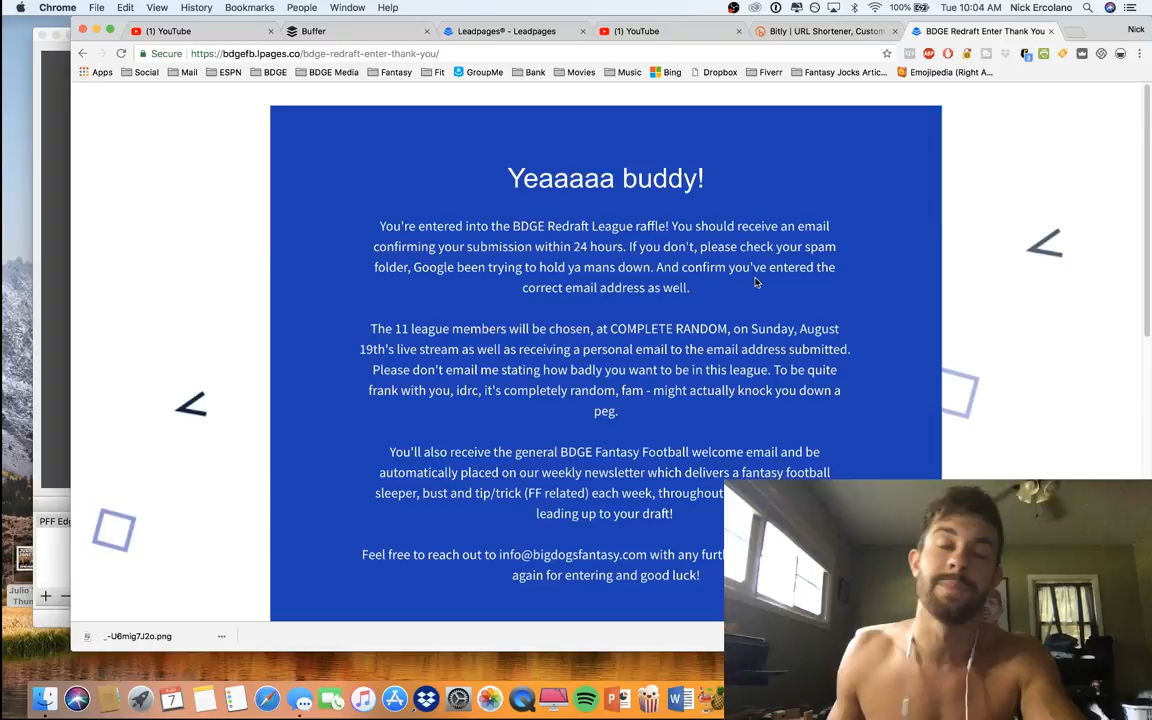 Chrome File Edit View History Bookmarks People Window Help 100% Tue 10:04 AM Nick Ercolano
YouTube Buffer Leadpages® - Leadpages YouTube Bitly | URL Shortener, Custom BDGE Redraft Enter Thank You Nick
Secure https://bdgefb.lpages.co/bdge-redraft-enter-thank-you/
Apps Social Mail ESPN BDGE BDGE Media Fantasy Fit GroupMe Bank Movies Music Bing Dropbox Fiverr Fantasy Jocks Artic... Emojipedia (Right A...
Yeaaaaa buddy!
You're entered into the BDGE Redraft League raffle! You should receive an email
confirming your submission within 24 hours. If you don't, please check your spam
folder, Google been trying to hold ya mans down. And confirm you've entered the
correct email address as well.
The 11 league members will be chosen, at COMPLETE RANDOM, on Sunday, August
19th's live stream as well as receiving a personal email to the email address submitted.
Please don't email me stating how badly you want to be in this league. To be quite
frank with you, idrc, it's completely random, fam - might actually knock you down a
peg.
You'll also receive the general BDGE Fantasy Football welcome email and be
automatically placed on our weekly newsletter which delivers a fantasy football
sleeper, bust and tip/trick (FF related) each week, throughout
leading up to your draft!
Feel free to reach out to info@bigdogsfantasy.com with any
again for entering and good luck!
PFF Edg
Julio
Thun
_-U6mig7J2o.png
7